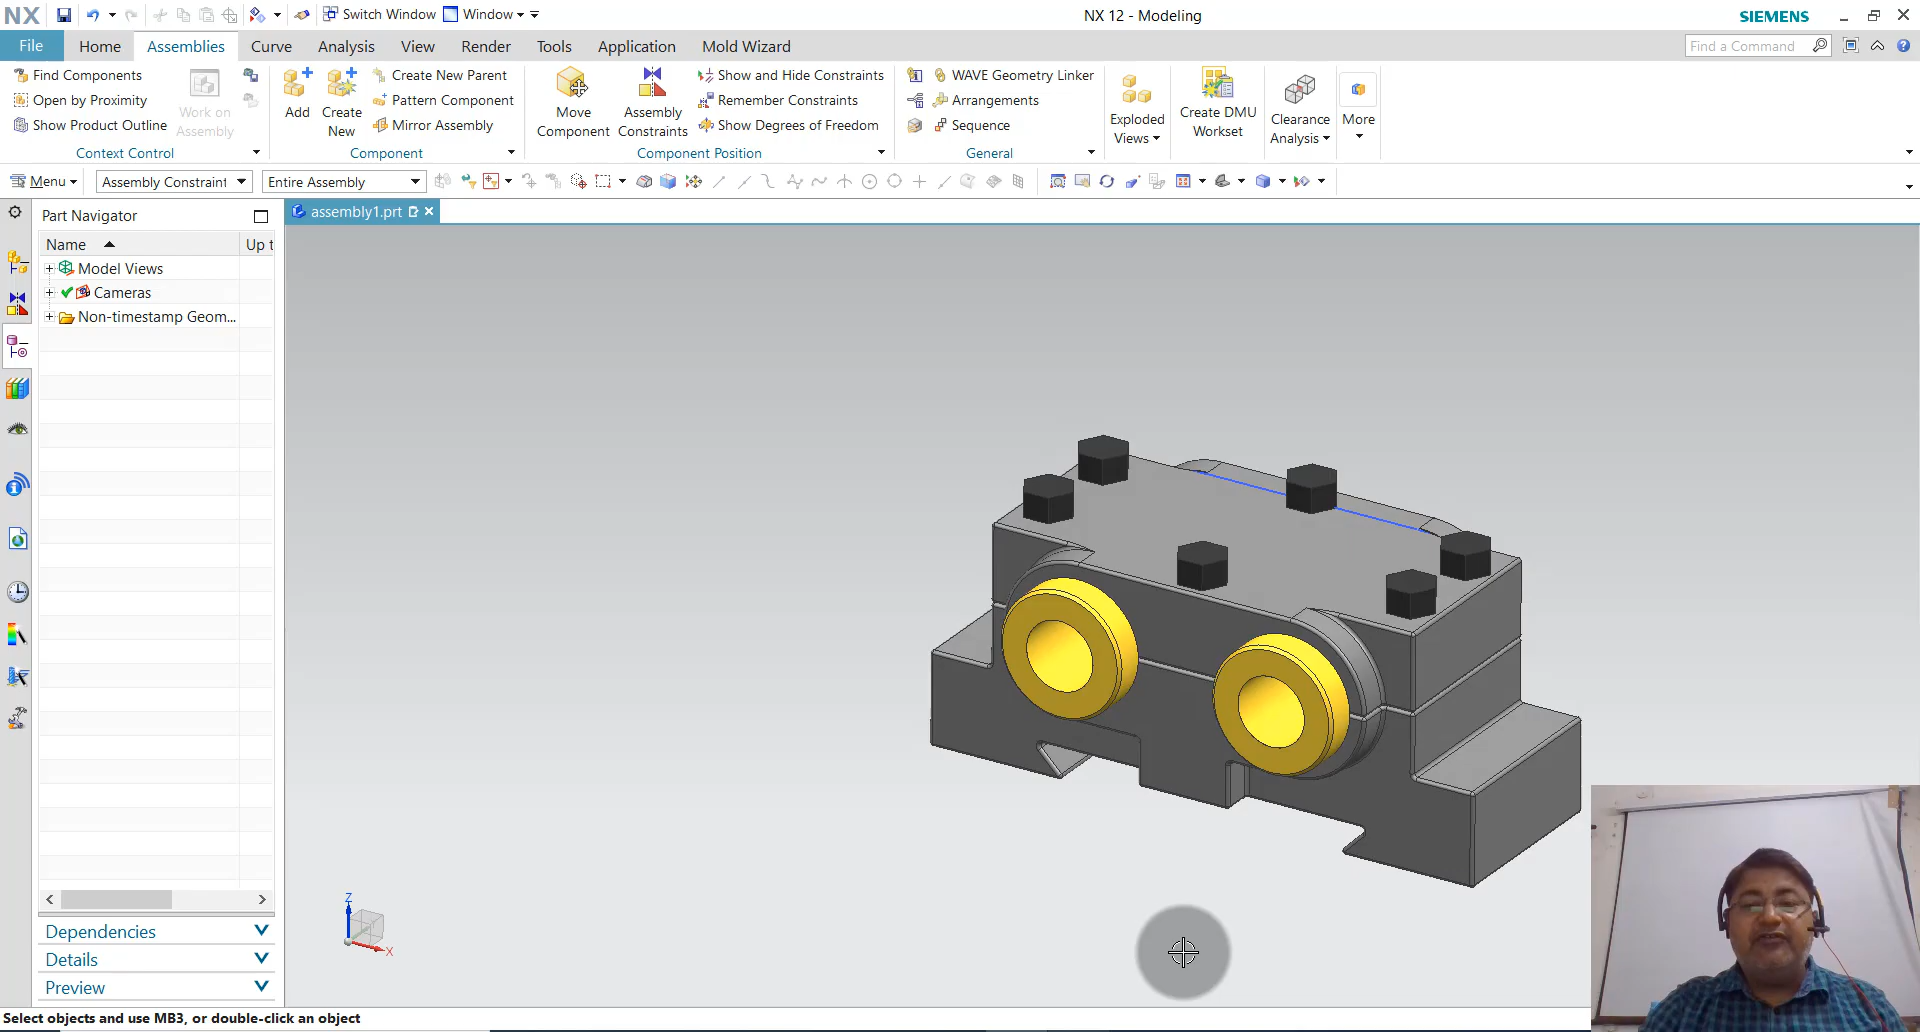 NX
Switch Window
Window
NX 12 - Modeling
SIEMENS
File
Home
Assemblies
Curve
Analysis
View
Render
Tools
Application
Mold Wizard
Find a Command
Find Components
Open by Proximity
Show Product Outline
Work on
Assembly
Context Control
Add
Create
New
Create New Parent
Pattern Component
Mirror Assembly
Component
Move
Component
Assembly
Constraints
Show and Hide Constraints
Remember Constraints
Show Degrees of Freedom
Component Position
WAVE Geometry Linker
Arrangements
Sequence
General
Exploded
Views
Create DMU
Workset
Clearance
Analysis
More
Menu
Assembly Constraint
Entire Assembly
Part Navigator
assembly1.prt
Name
Up t
Model Views
Cameras
Non-timestamp Geom...
Z
X
Dependencies
Details
Preview
Select objects and use MB3, or double-click an object